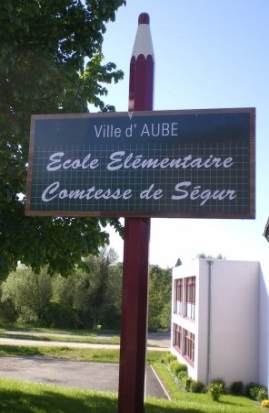 Ville d' AUBE
Ecole Elémentaire
Comtesse de Ségur